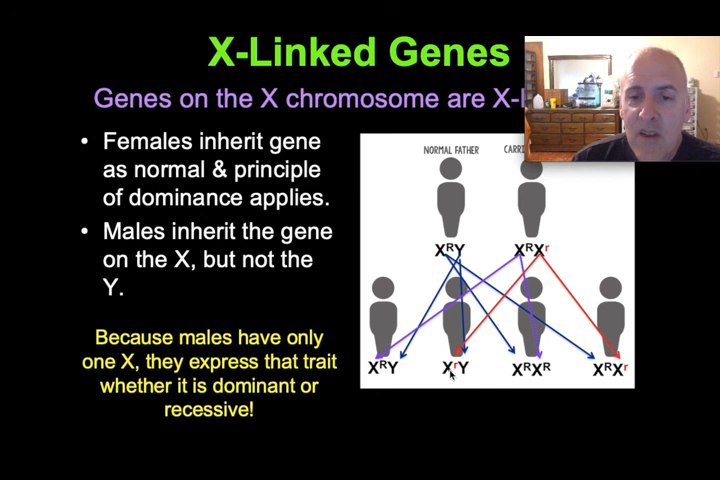 X-Linked Genes
Genes on the X chromosome are X-
• Females inherit gene
as normal & principle
of dominance applies.
• Males inherit the gene
on the X, but not the
Y.
Because males have only
one X, they express that trait
whether it is dominant or
recessive!
NORMAL FATHER
XᴿY XᴿXʳ
XᴿY XʳY XᴿXᴿ XᴿXʳ